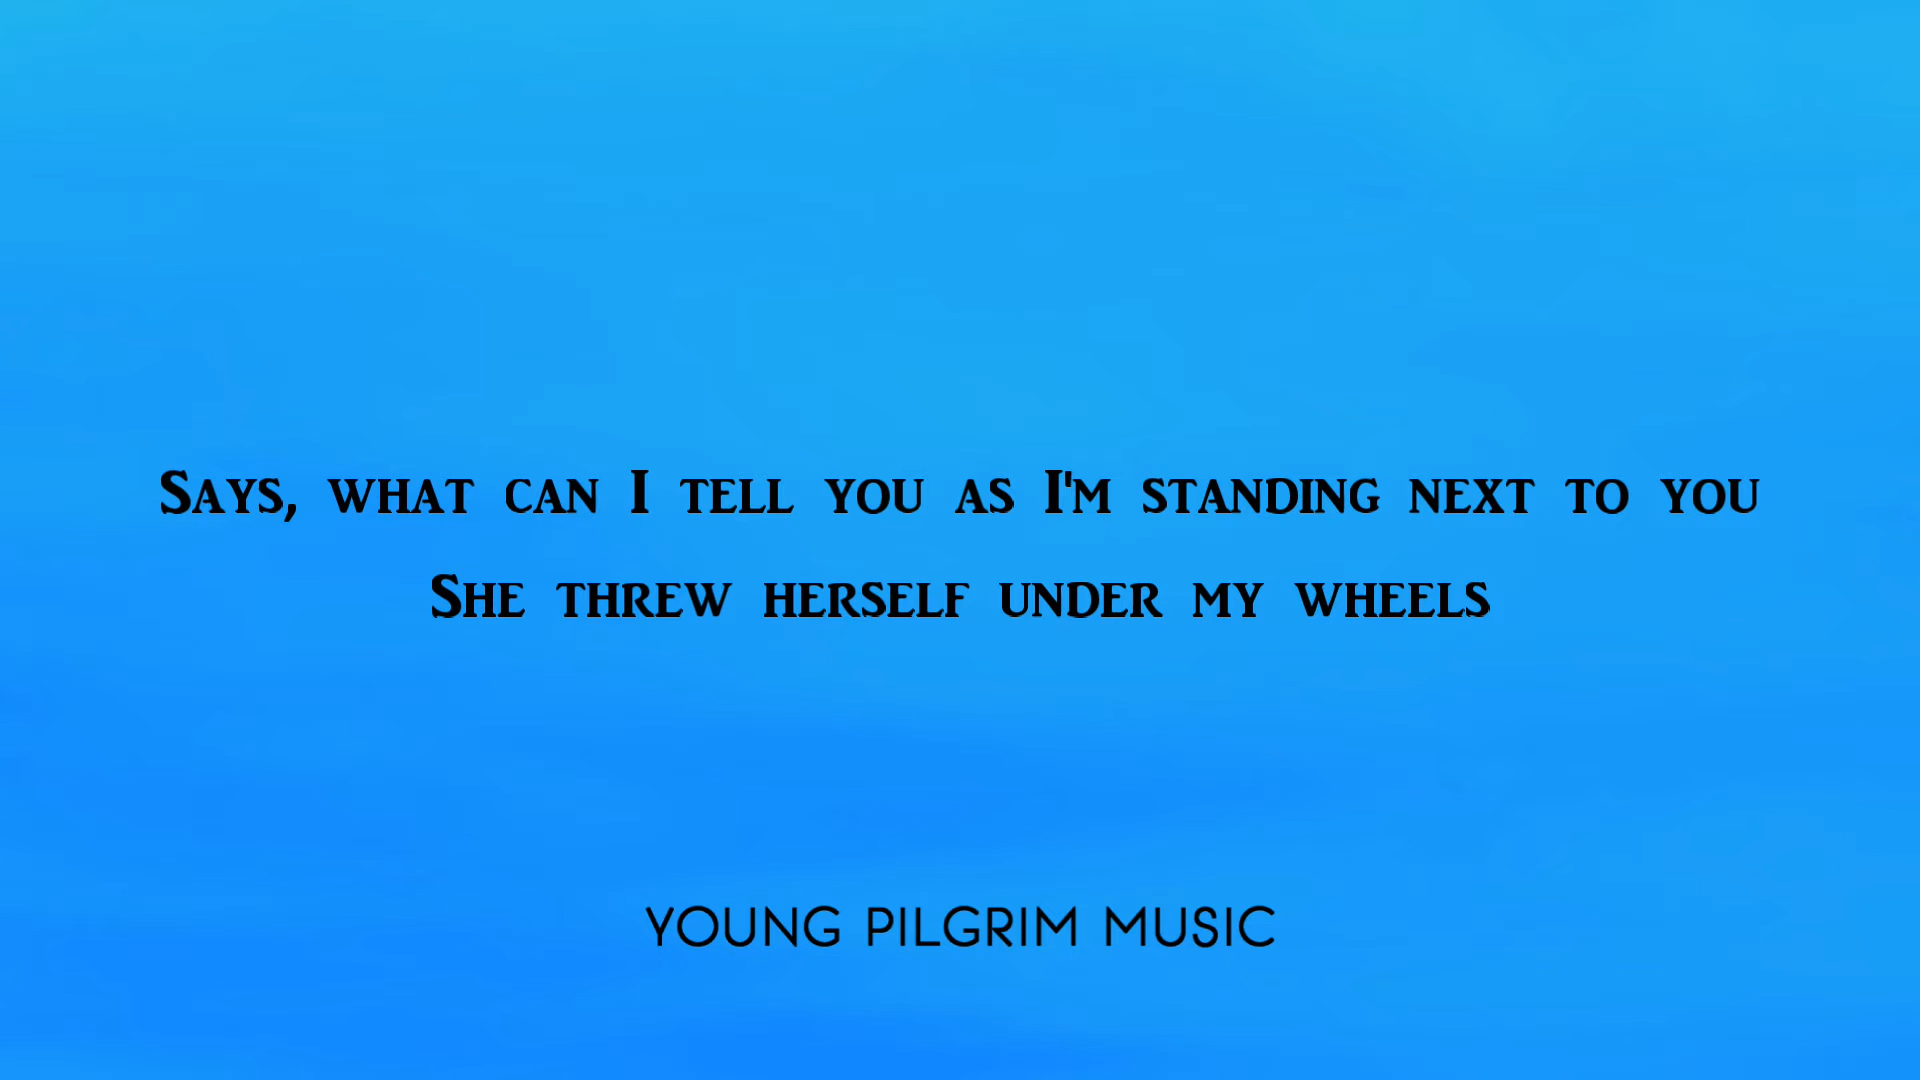 Says, what can I tell you as I'm standing next to you
She threw herself under my wheels
YOUNG PILGRIM MUSIC